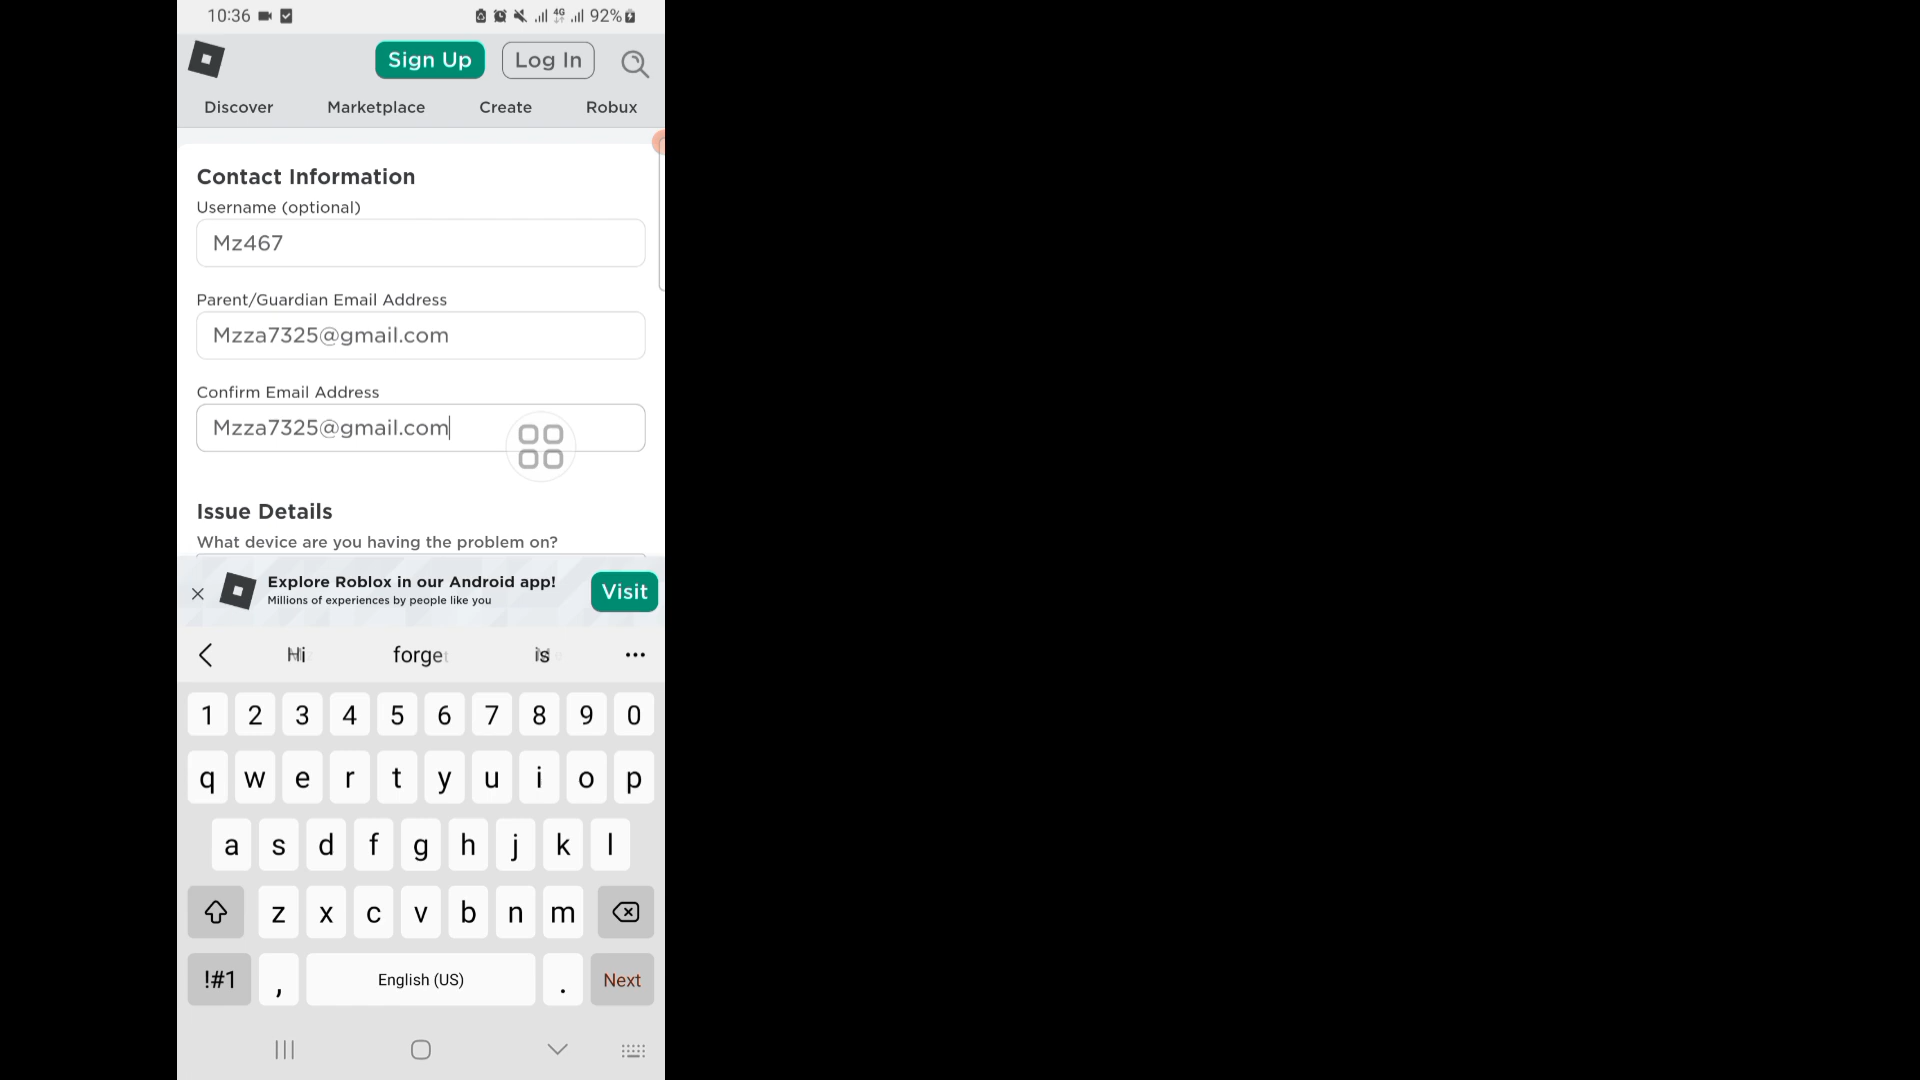 10:36 4G 92%
Sign Up Log In
Discover Marketplace Create Robux
Contact Information
Username (optional)
Mz467
Parent/Guardian Email Address
Mzza7325@gmail.com
Confirm Email Address
Mzza7325@gmail.com
Issue Details
What device are you having the problem on?
Explore Roblox in our Android app!
Millions of experiences by people like you
Visit
Hi forget is
1 2 3 4 5 6 7 8 9 0
q w e r t y u i o p
a s d f g h j k l
z x c v b n m
!#1 , English (US) . Next